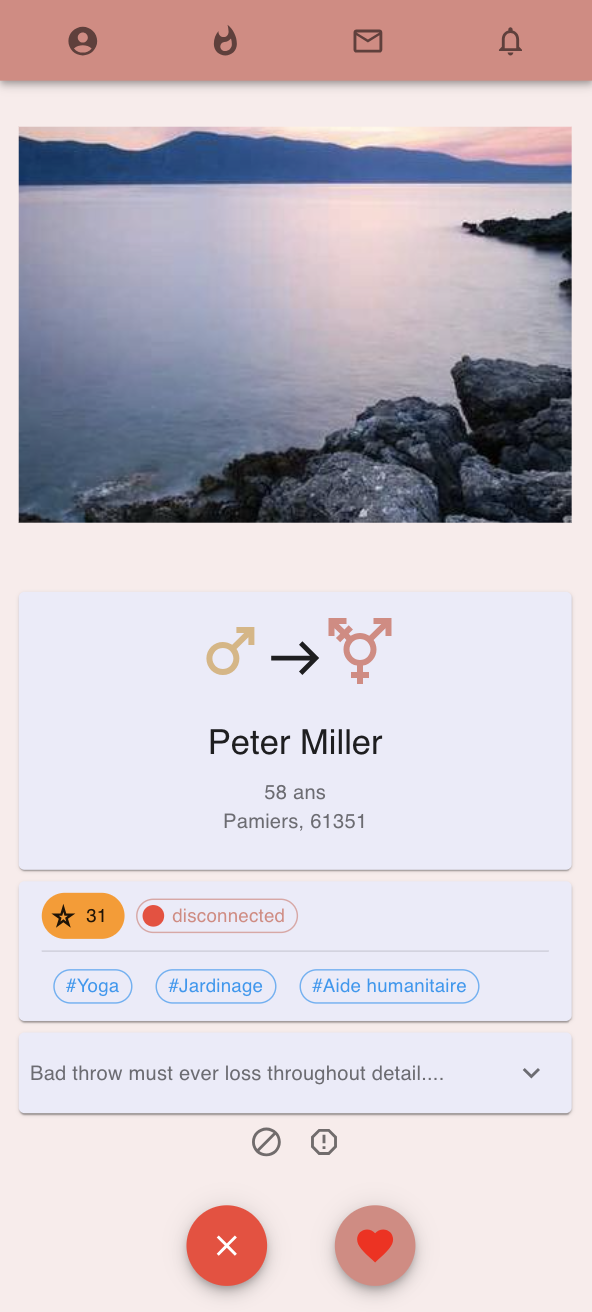 Peter Miller
58 ans
Pamiers, 61351
31 disconnected
#Yoga #Jardinage #Aide humanitaire
Bad throw must ever loss throughout detail....